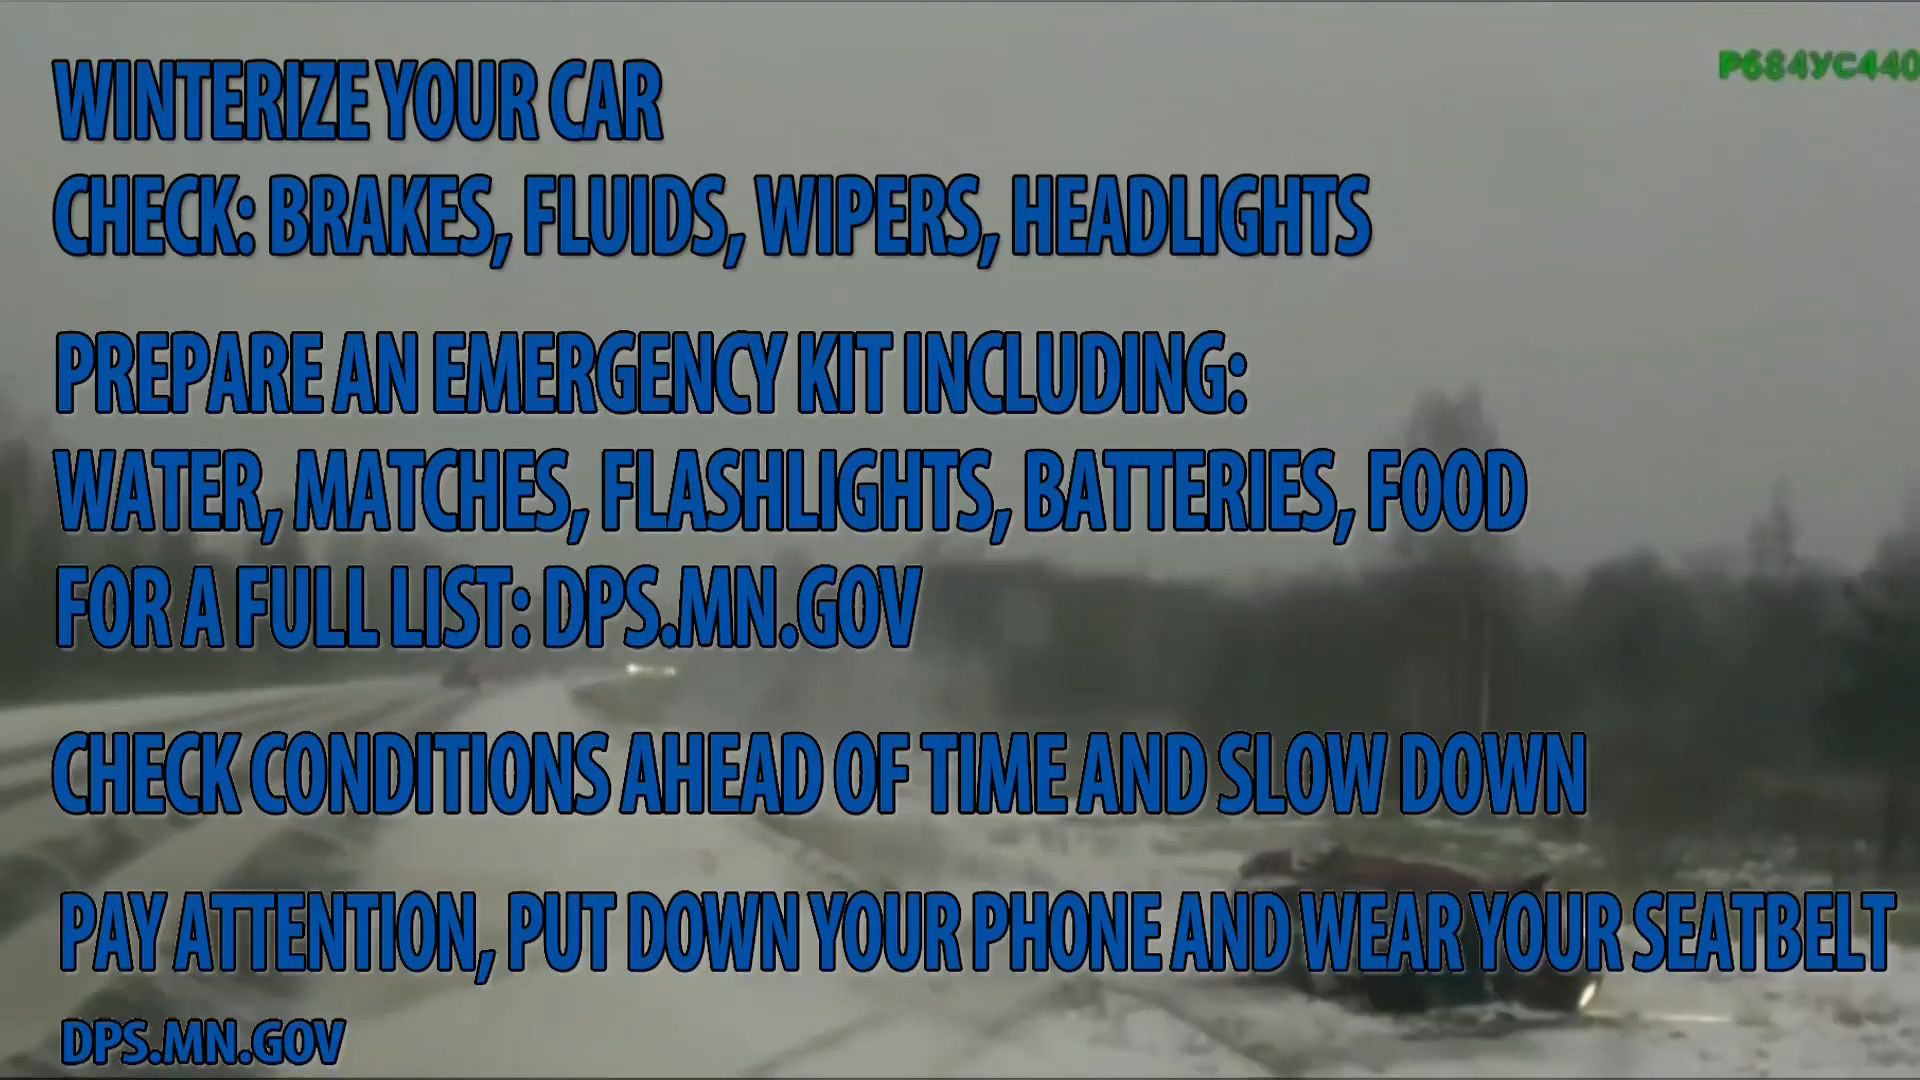 WINTERIZE YOUR CAR
P684УС440
CHECK: BRAKES, FLUIDS, WIPERS, HEADLIGHTS
PREPARE AN EMERGENCY KIT INCLUDING:
WATER, MATCHES, FLASHLIGHTS, BATTERIES, FOOD
FOR A FULL LIST: DPS.MN.GOV
CHECK CONDITIONS AHEAD OF TIME AND SLOW DOWN
PAY ATTENTION, PUT DOWN YOUR PHONE AND WEAR YOUR SEATBELT
DPS.MN.GOV